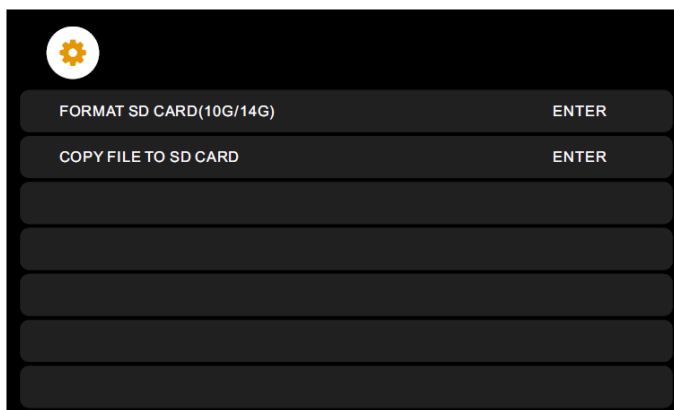 FORMAT SD CARD(10G/14G) ENTER
COPY FILE TO SD CARD ENTER